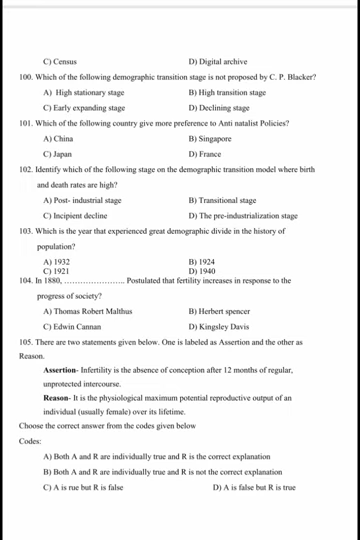 C) Census D) Digital archive
100. Which of the following demographic transition stage is not proposed by C. P. Blacker?
A) High stationary stage B) High transition stage
C) Early expanding stage D) Declining stage
101. Which of the following country give more preference to Anti natalist Policies?
A) China B) Singapore
C) Japan D) France
102. Identify which of the following stage on the demographic transition model where birth
and death rates are high?
A) Post- industrial stage B) Transitional stage
C) Incipient decline D) The pre-industrialization stage
103. Which is the year that experienced great demographic divide in the history of
population?
A) 1932 B) 1924
C) 1921 D) 1940
104. In 1880, ........................ Postulated that fertility increases in response to the
progress of society?
A) Thomas Robert Malthus B) Herbert spencer
C) Edwin Cannan D) Kingsley Davis
105. There are two statements given below. One is labeled as Assertion and the other as
Reason.
Assertion- Infertility is the absence of conception after 12 months of regular,
unprotected intercourse.
Reason- It is the physiological maximum potential reproductive output of an
individual (usually female) over its lifetime.
Choose the correct answer from the codes given below
Codes:
A) Both A and R are individually true and R is the correct explanation
B) Both A and R are individually true and R is not the correct explanation
C) A is rue but R is false D) A is false but R is true